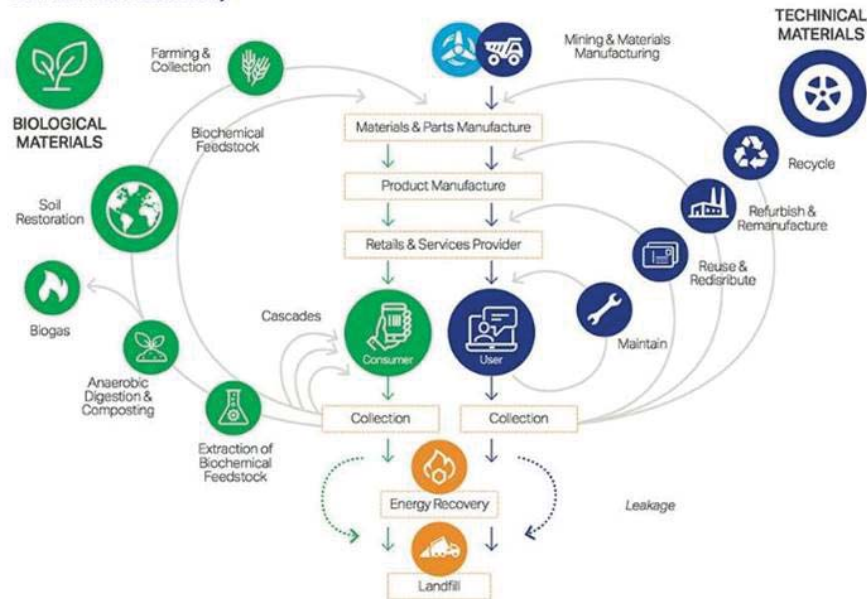 TECHINICAL
MATERIALS
Farming &
Collection
Mining & Materials
Manufacturing
BIOLOGICAL
MATERIALS
Biochemical
Feedstock
Materials & Parts Manufacture
Recycle
Product Manufacture
Soil
Restoration
Refurbish &
Remanufacture
Retails & Services Provider
Reuse &
Redisribute
Biogas
Cascades
Consumer
User
Maintain
Anaerobic
Digestion &
Composting
Collection
Collection
Extraction of
Biochemical
Feedstock
Energy Recovery
Leakage
Landfill